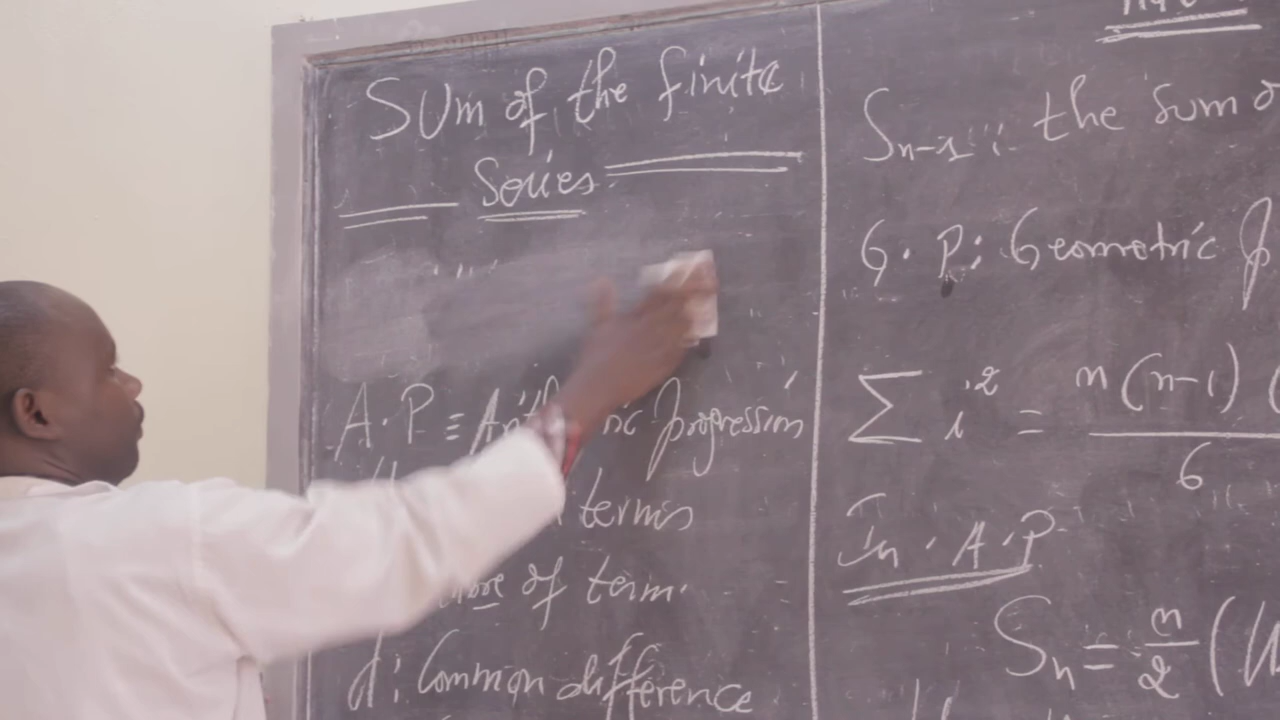 Sum of the finite
Series
A.P ≡ Progression
terms
of term.
d: Common difference
Sn-1: the sum
G.P: Geometric
∑ i² = n(n-1)
6
In A.P
Sn = n/2 (